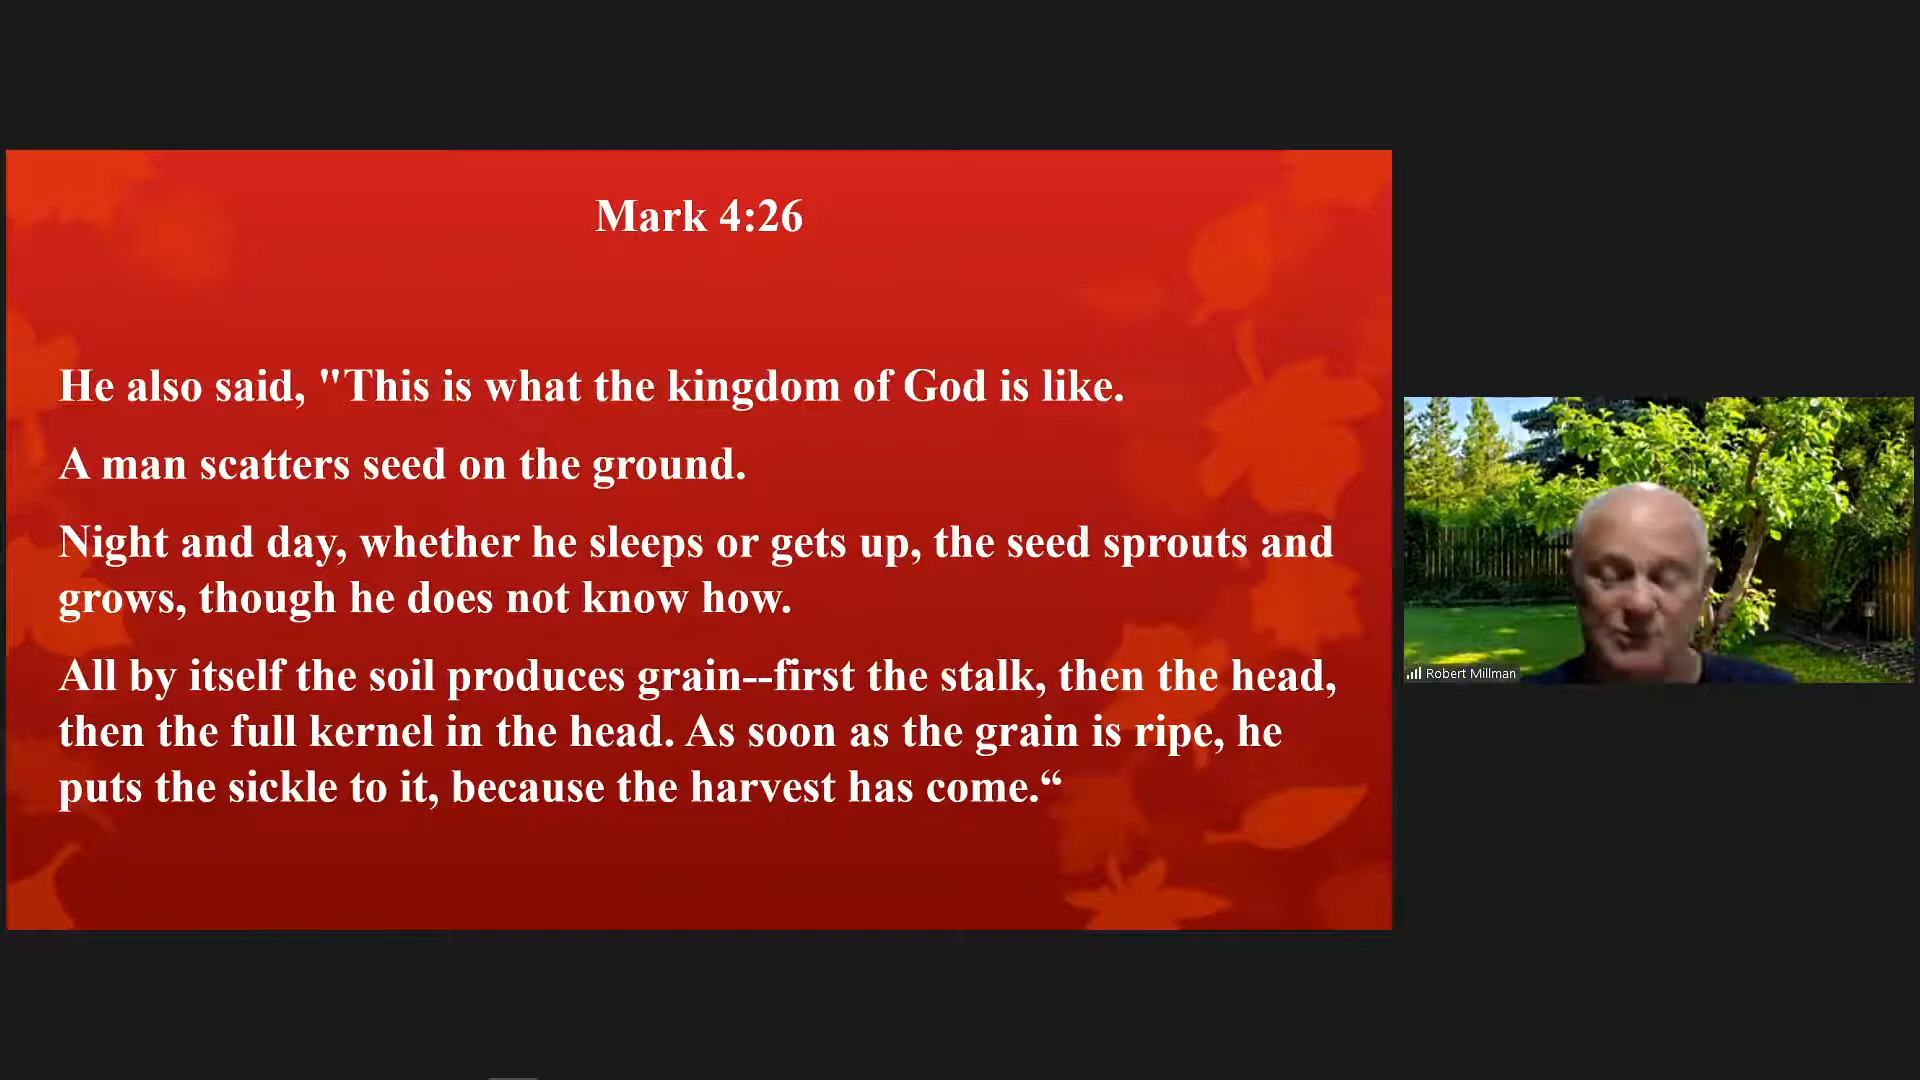 Mark 4:26
He also said, "This is what the kingdom of God is like.
A man scatters seed on the ground.
Night and day, whether he sleeps or gets up, the seed sprouts and
grows, though he does not know how.
All by itself the soil produces grain--first the stalk, then the head,
then the full kernel in the head. As soon as the grain is ripe, he
puts the sickle to it, because the harvest has come.“
Robert Millman